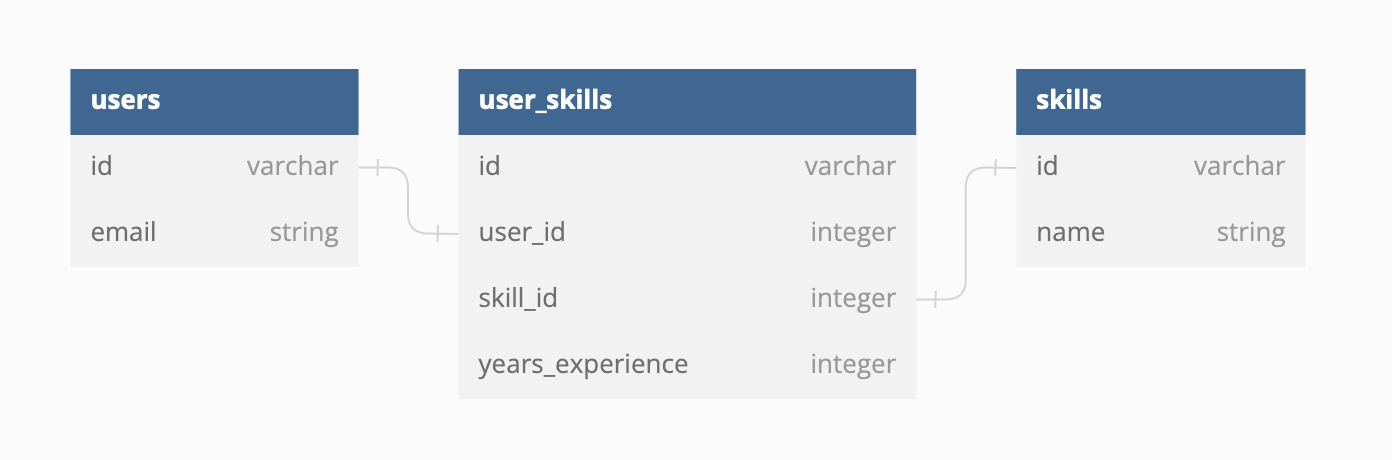 users
id varchar
email string
user_skills
id varchar
user_id integer
skill_id integer
years_experience integer
skills
id varchar
name string